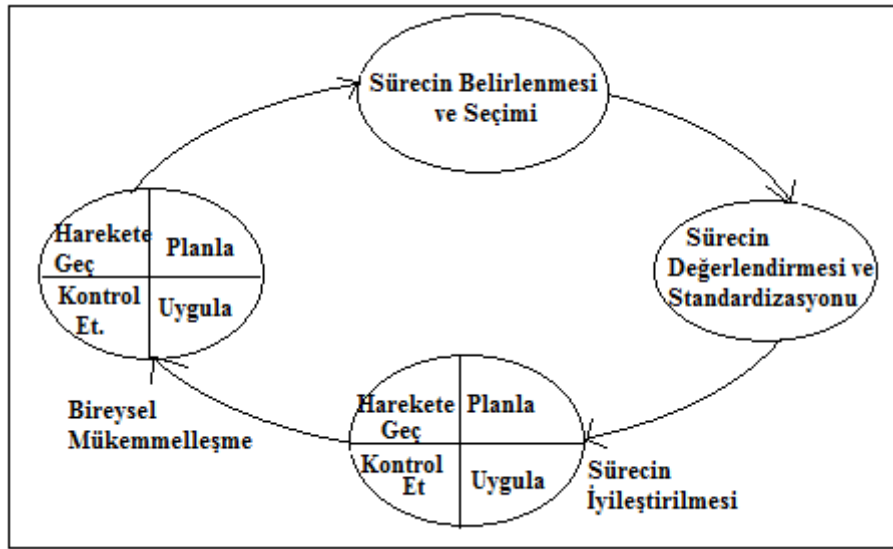 Sürecin Belirlenmesi
ve Seçimi
Harekete
Geç
Planla
Kontrol
Et.
Uygula
Sürecin
Değerlendirmesi ve
Standardizasyonu
Bireysel
Mükemmelleşme
Harekete
Geç
Planla
Kontrol
Et
Uygula
Sürecin
İyileştirilmesi